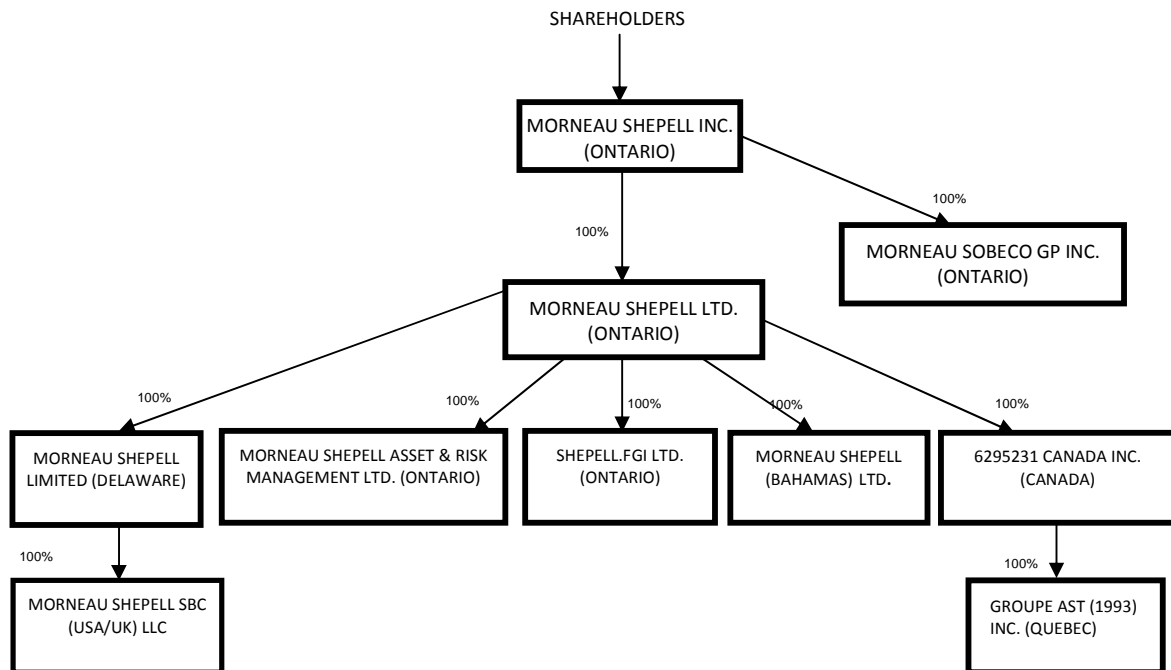 SHAREHOLDERS
MORNEAU SHEPELL INC.
(ONTARIO)
100%
100%
MORNEAU SOBECO GP INC.
(ONTARIO)
MORNEAU SHEPELL LTD.
(ONTARIO)
100%
100%
100%
100%
100%
MORNEAU SHEPELL
LIMITED (DELAWARE)
MORNEAU SHEPELL ASSET & RISK
MANAGEMENT LTD. (ONTARIO)
SHEPELL.FGI LTD.
(ONTARIO)
MORNEAU SHEPELL
(BAHAMAS) LTD.
6295231 CANADA INC.
(CANADA)
100%
100%
MORNEAU SHEPELL SBC
(USA/UK) LLC
GROUPE AST (1993)
INC. (QUEBEC)